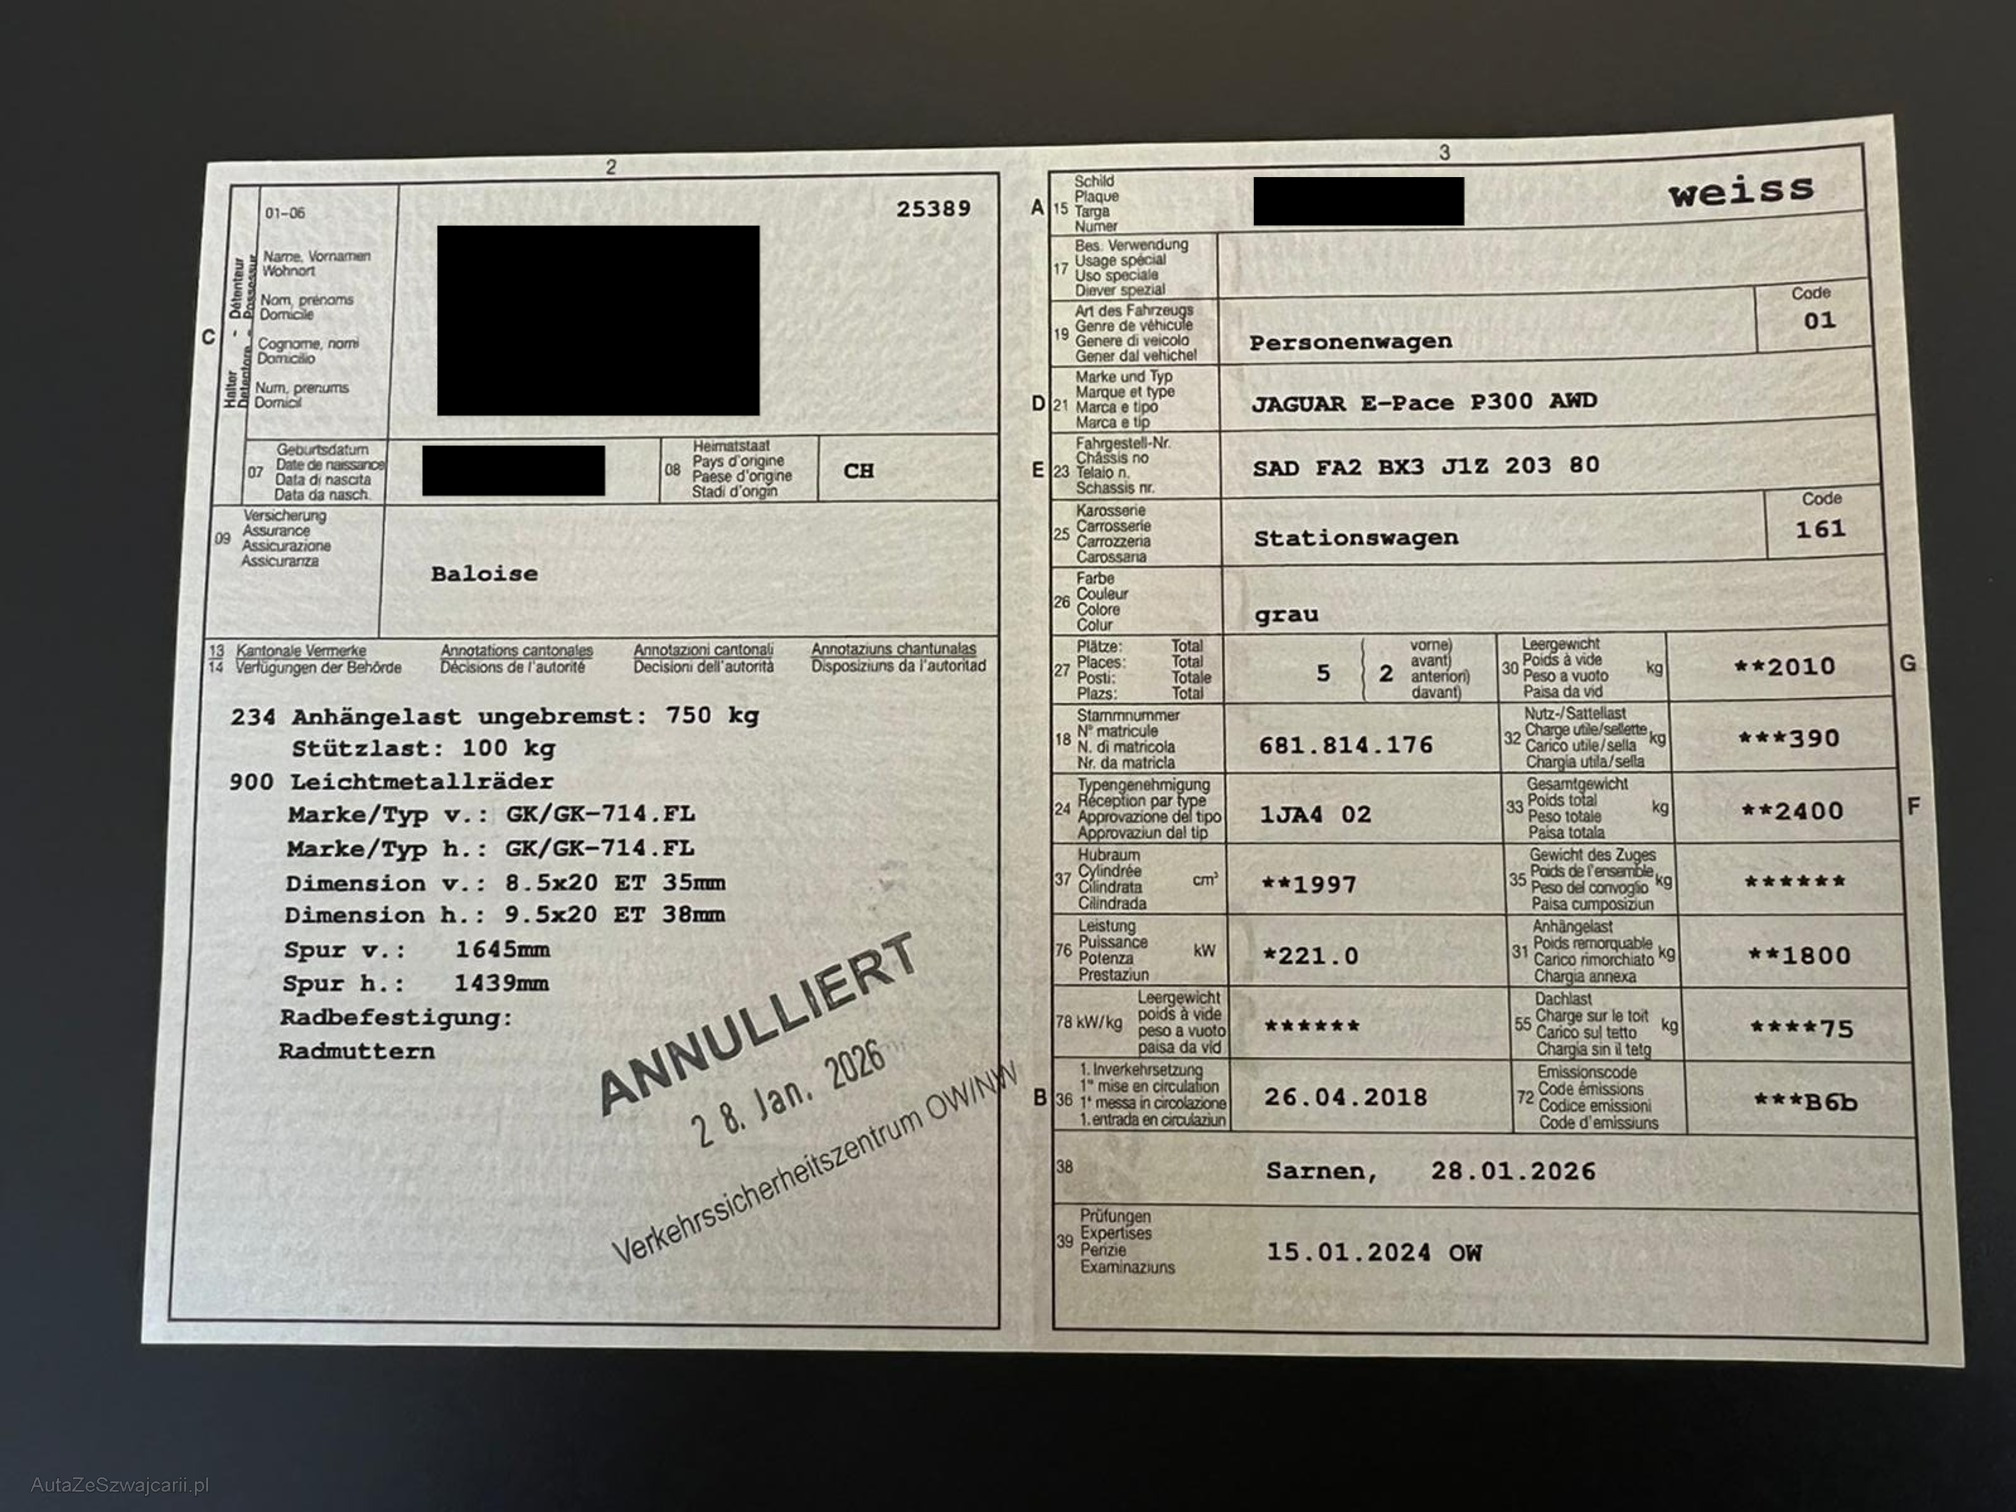 2
01-06
25389
Name, Vornamen
Wohnort
Nom, prénoms
Domicile
Cognome, nomi
Domicilio
Num, prenums
Domicil
C
Halter - Détenteur
Detentore - Possessur
07
Geburtsdatum
Date de naissance
Data di nascita
Data da nasch.
08
Heimatstaat
Pays d'origine
Paese d'origine
Stadi d'origin
CH
09
Versicherung
Assurance
Assicurazione
Assicuranza
Baloise
13 Kantonale Vermerke Annotations cantonales Annotazioni cantonali Annotaziuns chantunalas
14 Verfügungen der Behörde Décisions de l'autorité Decisioni dell'autorità Disposiziuns da l'autoritad
234 Anhängelast ungebremst: 750 kg
Stützlast: 100 kg
900 Leichtmetallräder
Marke/Typ v.: GK/GK-714.FL
Marke/Typ h.: GK/GK-714.FL
Dimension v.: 8.5x20 ET 35mm
Dimension h.: 9.5x20 ET 38mm
Spur v.: 1645mm
Spur h.: 1439mm
Radbefestigung:
Radmuttern
ANNULLIERT
28. Jan. 2026
Verkehrssicherheitszentrum OW/NW
3
A 15
Schild
Plaque
Targa
Numer
weiss
17
Bes. Verwendung
Usage spécial
Uso speciale
Diever spezial
19
Art des Fahrzeugs
Genre de véhicule
Genere di veicolo
Gener dal vehichel
Personenwagen
Code
01
D 21
Marke und Typ
Marque et type
Marca e tipo
Marca e tip
JAGUAR E-Pace P300 AWD
E 23
Fahrgestell-Nr.
Châssis no
Telaio n.
Schassis nr.
SAD FA2 BX3 J1Z 203 80
25
Karosserie
Carrosserie
Carrozzeria
Carossaria
Stationswagen
Code
161
26
Farbe
Couleur
Colore
Colur
grau
27
Plätze: Total
Places: Total
Posti: Totale
Plazs: Total
5 ( 2
vorne)
avant)
anteriori)
davant)
30
Leergewicht
Poids à vide
Peso a vuoto
Paisa da vid
kg
**2010
G
18
Stammnummer
N° matricule
N. di matricola
Nr. da matricla
681.814.176
32
Nutz-/Sattellast
Charge utile/sellette
Carico utile/sella
Chargia utila/sella
kg
***390
24
Typengenehmigung
Réception par type
Approvazione del tipo
Approvaziun dal tip
1JA4 02
33
Gesamtgewicht
Poids total
Peso totale
Paisa totala
kg
**2400
F
37
Hubraum
Cylindrée
Cilindrata
Cilindrada
cm³
**1997
35
Gewicht des Zuges
Poids de l'ensemble
Peso del convoglio
Paisa cumposiziun
kg
******
76
Leistung
Puissance
Potenza
Prestaziun
kW
*221.0
31
Anhängelast
Poids remorquable
Carico rimorchiato
Chargia annexa
kg
**1800
78 kW/kg
Leergewicht
poids à vide
peso a vuoto
paisa da vid
******
55
Dachlast
Charge sur le toit
Carico sul tetto
Chargia sin il tetg
kg
****75
B 36
1. Inverkehrsetzung
1re mise en circulation
1a messa in circolazione
1. entrada en circulaziun
26.04.2018
72
Emissionscode
Code émissions
Codice emissioni
Code d'emissiuns
***B6b
38
Sarnen, 28.01.2026
39
Prüfungen
Expertises
Perizie
Examinaziuns
15.01.2024 OW
AutaZeSzwajcarii.pl